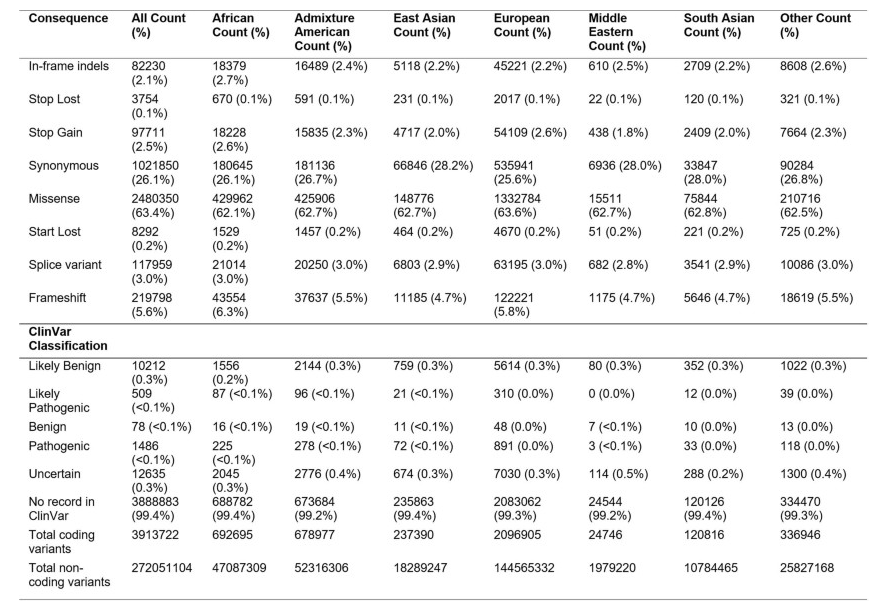 Consequence All Count (%) African Count (%) Admixture American Count (%) East Asian Count (%) European Count (%) Middle Eastern Count (%) South Asian Count (%) Other Count (%)
In-frame indels 82230 (2.1%) 18379 (2.7%) 16489 (2.4%) 5118 (2.2%) 45221 (2.2%) 610 (2.5%) 2709 (2.2%) 8608 (2.6%)
Stop Lost 3754 (0.1%) 670 (0.1%) 591 (0.1%) 231 (0.1%) 2017 (0.1%) 22 (0.1%) 120 (0.1%) 321 (0.1%)
Stop Gain 97711 (2.5%) 18228 (2.6%) 15835 (2.3%) 4717 (2.0%) 54109 (2.6%) 438 (1.8%) 2409 (2.0%) 7664 (2.3%)
Synonymous 1021850 (26.1%) 180645 (26.1%) 181136 (26.7%) 66846 (28.2%) 535941 (25.6%) 6936 (28.0%) 33847 (28.0%) 90284 (26.8%)
Missense 2480350 (63.4%) 429962 (62.1%) 425906 (62.7%) 148776 (62.7%) 1332784 (63.6%) 15511 (62.7%) 75844 (62.8%) 210716 (62.5%)
Start Lost 8292 (0.2%) 1529 (0.2%) 1457 (0.2%) 464 (0.2%) 4670 (0.2%) 51 (0.2%) 221 (0.2%) 725 (0.2%)
Splice variant 117959 (3.0%) 21014 (3.0%) 20250 (3.0%) 6803 (2.9%) 63195 (3.0%) 682 (2.8%) 3541 (2.9%) 10086 (3.0%)
Frameshift 219798 (5.6%) 43554 (6.3%) 37637 (5.5%) 11185 (4.7%) 122221 (5.8%) 1175 (4.7%) 5646 (4.7%) 18619 (5.5%)
ClinVar Classification
Likely Benign 10212 (0.3%) 1556 (0.2%) 2144 (0.3%) 759 (0.3%) 5614 (0.3%) 80 (0.3%) 352 (0.3%) 1022 (0.3%)
Likely Pathogenic 509 (<0.1%) 87 (<0.1%) 96 (<0.1%) 21 (<0.1%) 310 (0.0%) 0 (0.0%) 12 (0.0%) 39 (0.0%)
Benign 78 (<0.1%) 16 (<0.1%) 19 (<0.1%) 11 (<0.1%) 48 (0.0%) 7 (<0.1%) 10 (0.0%) 13 (0.0%)
Pathogenic 1486 (<0.1%) 225 (<0.1%) 278 (<0.1%) 72 (<0.1%) 891 (0.0%) 3 (<0.1%) 33 (0.0%) 118 (0.0%)
Uncertain 12635 (0.3%) 2045 (0.3%) 2776 (0.4%) 674 (0.3%) 7030 (0.3%) 114 (0.5%) 288 (0.2%) 1300 (0.4%)
No record in ClinVar 3888883 (99.4%) 688782 (99.4%) 673684 (99.2%) 235863 (99.4%) 2083062 (99.3%) 24544 (99.2%) 120126 (99.4%) 334470 (99.3%)
Total coding variants 3913722 692695 678977 237390 2096905 24746 120816 336946
Total non-coding variants 272051104 47087309 52316306 18289247 144565332 1979220 10784465 25827168